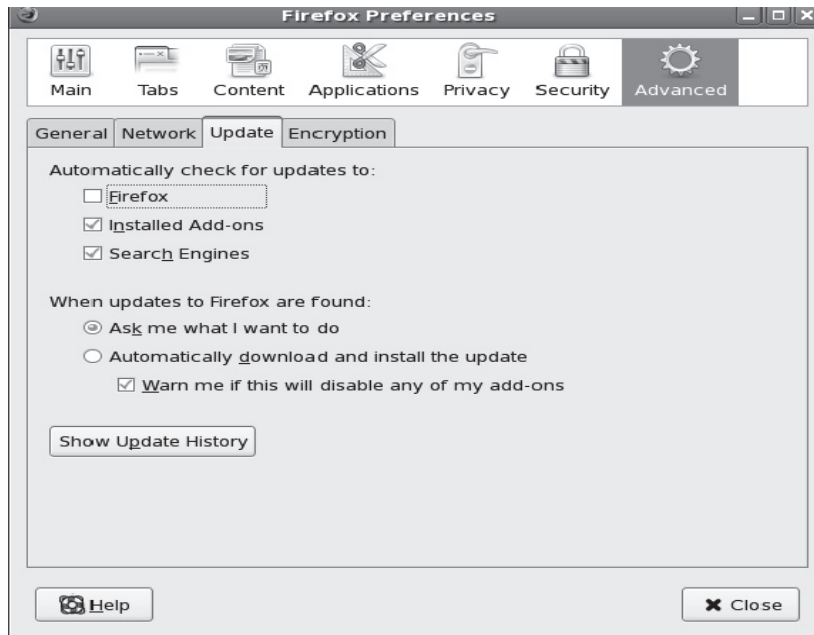 Firefox Preferences
Main Tabs Content Applications Privacy Security Advanced
General Network Update Encryption
Automatically check for updates to:
Firefox
Installed Add-ons
Search Engines
When updates to Firefox are found:
Ask me what I want to do
Automatically download and install the update
Warn me if this will disable any of my add-ons
Show Update History
Help Close